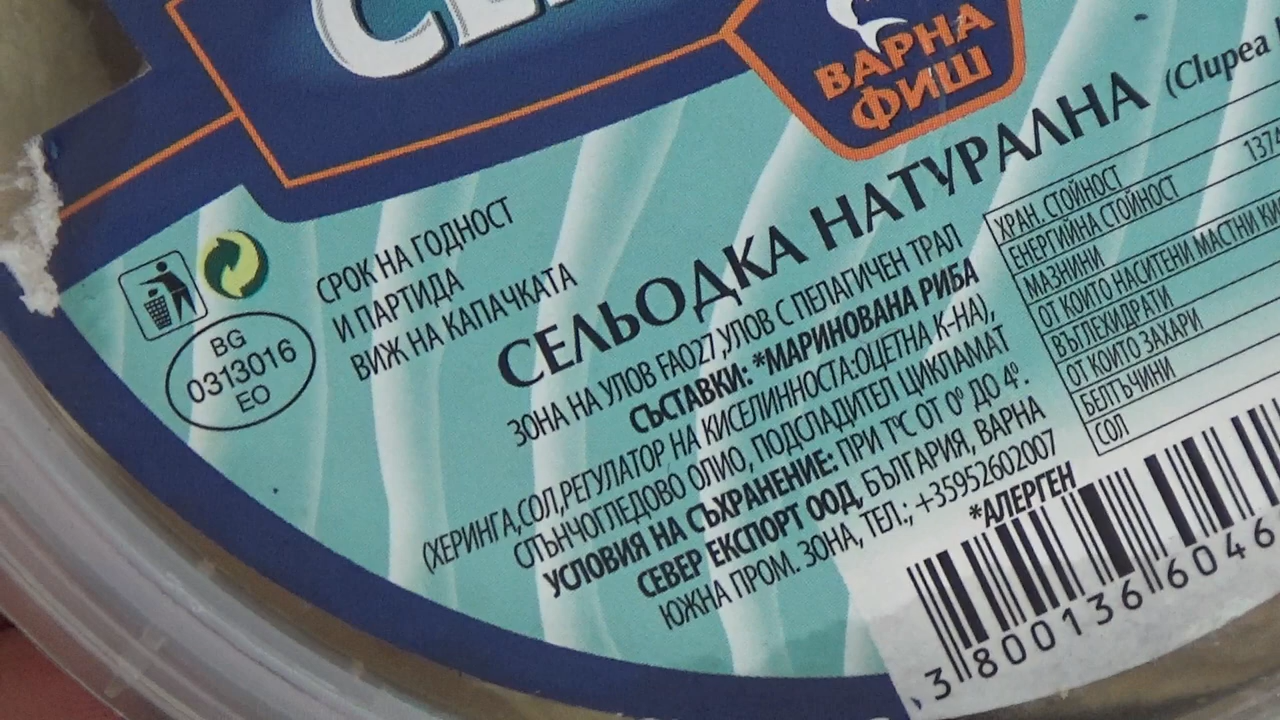 ВАРНА
ФИШ
СЕЛЬОДКА НАТУРАЛНА (Clupea
ЗОНА НА УЛОВ FAO27 ,УЛОВ С ПЕЛАГИЧЕН ТРАЛ
СЪСТАВКИ: *МАРИНОВАНА РИБА
(ХЕРИНГА,СОЛ,РЕГУЛАТОР НА КИСЕЛИННОСТА:ОЦЕТНА К-НА),
СЛЪНЧОГЛЕДОВО ОЛИО, ПОДСЛАДИТЕЛ ЦИКЛАМАТ
УСЛОВИЯ НА СЪХРАНЕНИЕ: ПРИ Т°С ОТ 0° ДО 4°.
СЕВЕР ЕКСПОРТ ООД, БЪЛГАРИЯ, ВАРНА
ЮЖНА ПРОМ. ЗОНА, ТЕЛ.; +35952602007
*АЛЕРГЕН
СРОК НА ГОДНОСТ
И ПАРТИДА
ВИЖ НА КАПАЧКАТА
BG
0313016
EO
ХРАН. СТОЙНОСТ
ЕНЕРГИЙНА СТОЙНОСТ
МАЗНИНИ
ОТ КОИТО НАСИТЕНИ МАСТНИ
ВЪГЛЕХИДРАТИ
ОТ КОИТО ЗАХАРИ
БЕЛТЪЧИНИ
СОЛ
3800136 6046